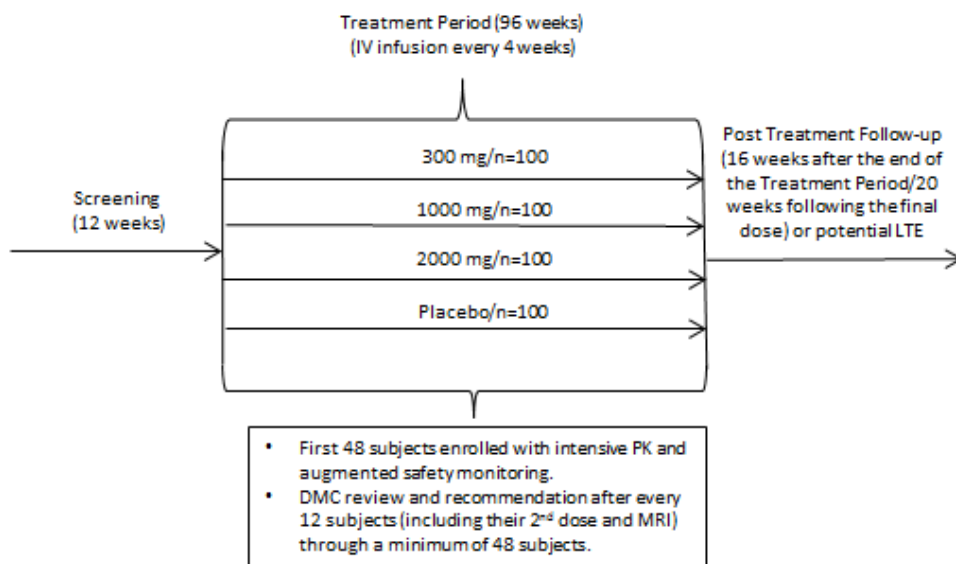 Treatment Period (96 weeks)
(IV infusion every 4 weeks)
Screening
(12 weeks)
300 mg/n=100
1000 mg/n=100
2000 mg/n=100
Placebo/n=100
Post Treatment Follow-up
(16 weeks after the end of
the Treatment Period/20
weeks following the final
dose) or potential LTE
• First 48 subjects enrolled with intensive PK and
augmented safety monitoring.
• DMC review and recommendation after every
12 subjects (including their 2nd dose and MRI)
through a minimum of 48 subjects.